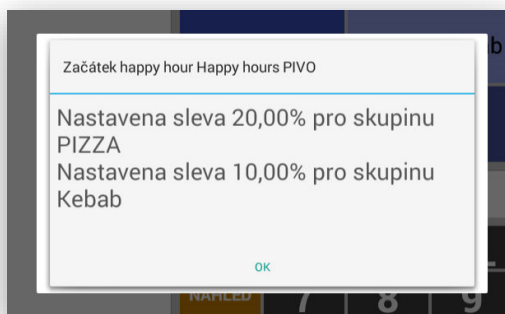 Začátek happy hour Happy hours PIVO
Nastavena sleva 20,00% pro skupinu
PIZZA
Nastavena sleva 10,00% pro skupinu
Kebab
OK
NÁHLED 7 8 9